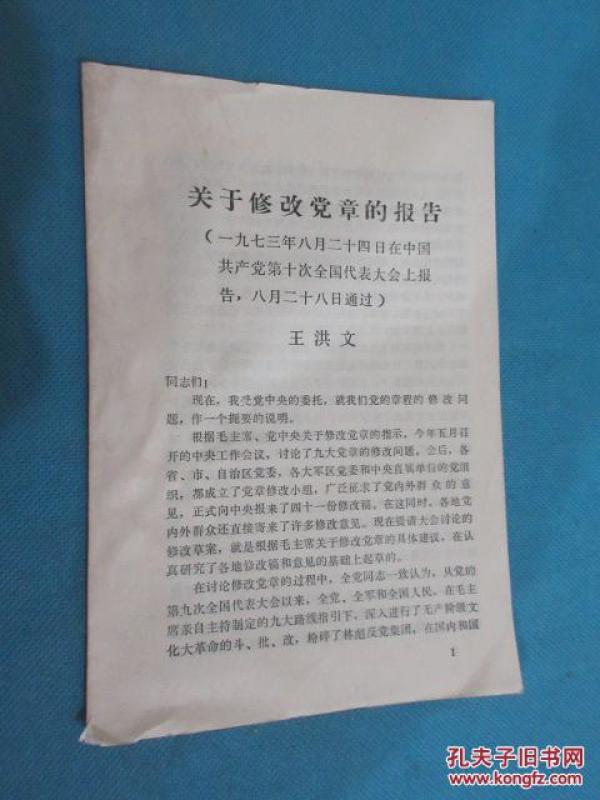 关于修改党章的报告
（一九七三年八月二十四日在中国
共产党第十次全国代表大会上报
告，八月二十八日通过）
王洪文
同志们：
现在，我受党中央的委托，就我们党的章程的修改问
题，作一个扼要的说明。
根据毛主席、党中央关于修改党章的指示，今年五月召
开的中央工作会议，讨论了九大党章的修改问题。会后，各
省、市、自治区党委，各大军区党委和中央直属单位的党组
织，都成立了党章修改小组，广泛征求了党内外群众的意
见，正式向中央报来了四十一份修改稿。在这同时，各地党
内外群众还直接寄来了许多修改意见。现在提请大会讨论的
修改草案，就是根据毛主席关于修改党章的具体建议，在认
真研究了各地修改稿和意见的基础上起草的。
在讨论修改党章的过程中，全党同志一致认为，从党的
第九次全国代表大会以来，全党、全军和全国人民，在毛主
席亲自主持制定的九大路线指引下，深入进行了无产阶级文
化大革命的斗、批、改，粉碎了林彪反党集团，在国内和国
1
孔夫子旧书网
www.kongfz.com